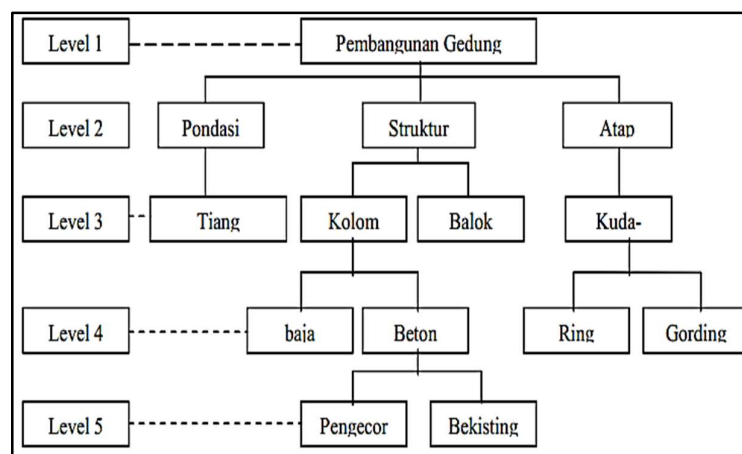 Level 1
Pembangunan Gedung
Level 2
Pondasi
Struktur
Atap
Level 3
Tiang
Kolom
Balok
Kuda-
Level 4
baja
Beton
Ring
Gording
Level 5
Pengecor
Bekisting